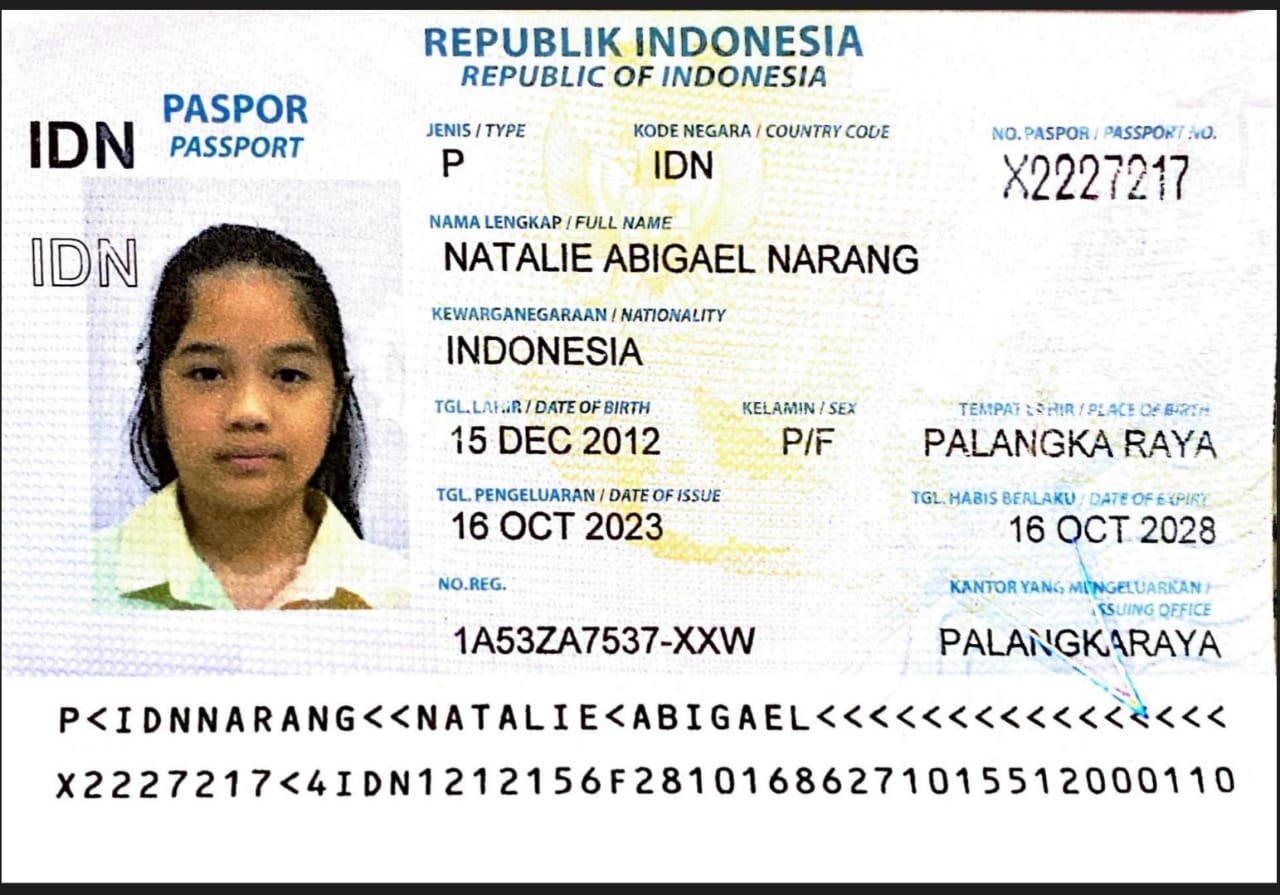 REPUBLIK INDONESIA
REPUBLIC OF INDONESIA
PASPOR
PASSPORT
IDN
IDN
JENIS / TYPE
P
KODE NEGARA / COUNTRY CODE
IDN
NO. PASPOR / PASSPORT NO.
X2227217
NAMA LENGKAP / FULL NAME
NATALIE ABIGAEL NARANG
KEWARGANEGARAAN / NATIONALITY
INDONESIA
TGL. LAHIR / DATE OF BIRTH
15 DEC 2012
KELAMIN / SEX
P/F
TEMPAT LAHIR / PLACE OF BIRTH
PALANGKA RAYA
TGL. PENGELUARAN / DATE OF ISSUE
16 OCT 2023
TGL. HABIS BERLAKU / DATE OF EXPIRY
16 OCT 2028
NO. REG.
1A53ZA7537-XXW
KANTOR YANG MENGELUARKAN /
ISSUING OFFICE
PALANGKARAYA
P<IDNNARANG<<NATALIE<ABIGAEL<<<<<<<<<<<<<<<<
X2227217<4IDN1212156F28101686271015512000110